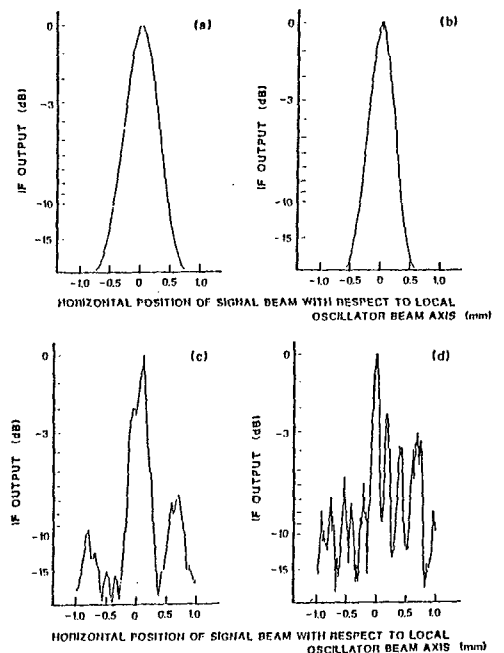 (a)
IF OUTPUT (dB)
0
-3
-10
-15
-1.0 -0.5 0 0.5 1.0
(b)
IF OUTPUT (dB)
0
-3
-10
-15
-1.0 -0.5 0 0.5 1.0
HORIZONTAL POSITION OF SIGNAL BEAM WITH RESPECT TO LOCAL
OSCILLATOR BEAM AXIS (mm)
(c)
IF OUTPUT (dB)
0
-3
-10
-15
-1.0 -0.5 0 0.5 1.0
(d)
IF OUTPUT (dB)
0
-3
-10
-15
-1.0 -0.5 0 0.5 1.0
HORIZONTAL POSITION OF SIGNAL BEAM WITH RESPECT TO LOCAL
OSCILLATOR BEAM AXIS (mm)